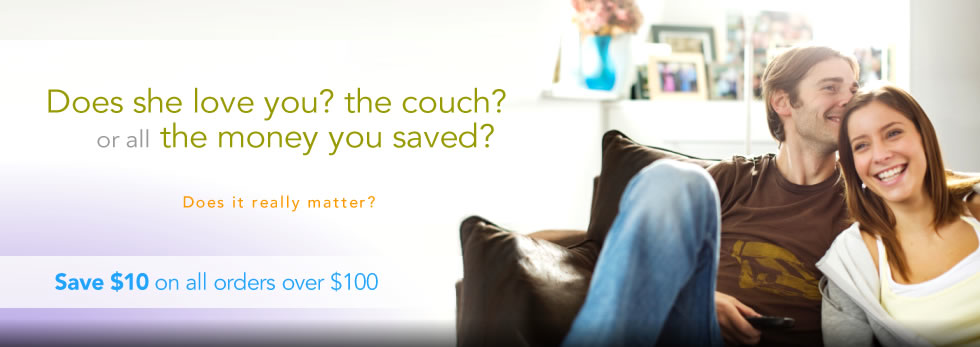 Does she love you? the couch?
or all the money you saved?
Does it really matter?
Save $10 on all orders over $100